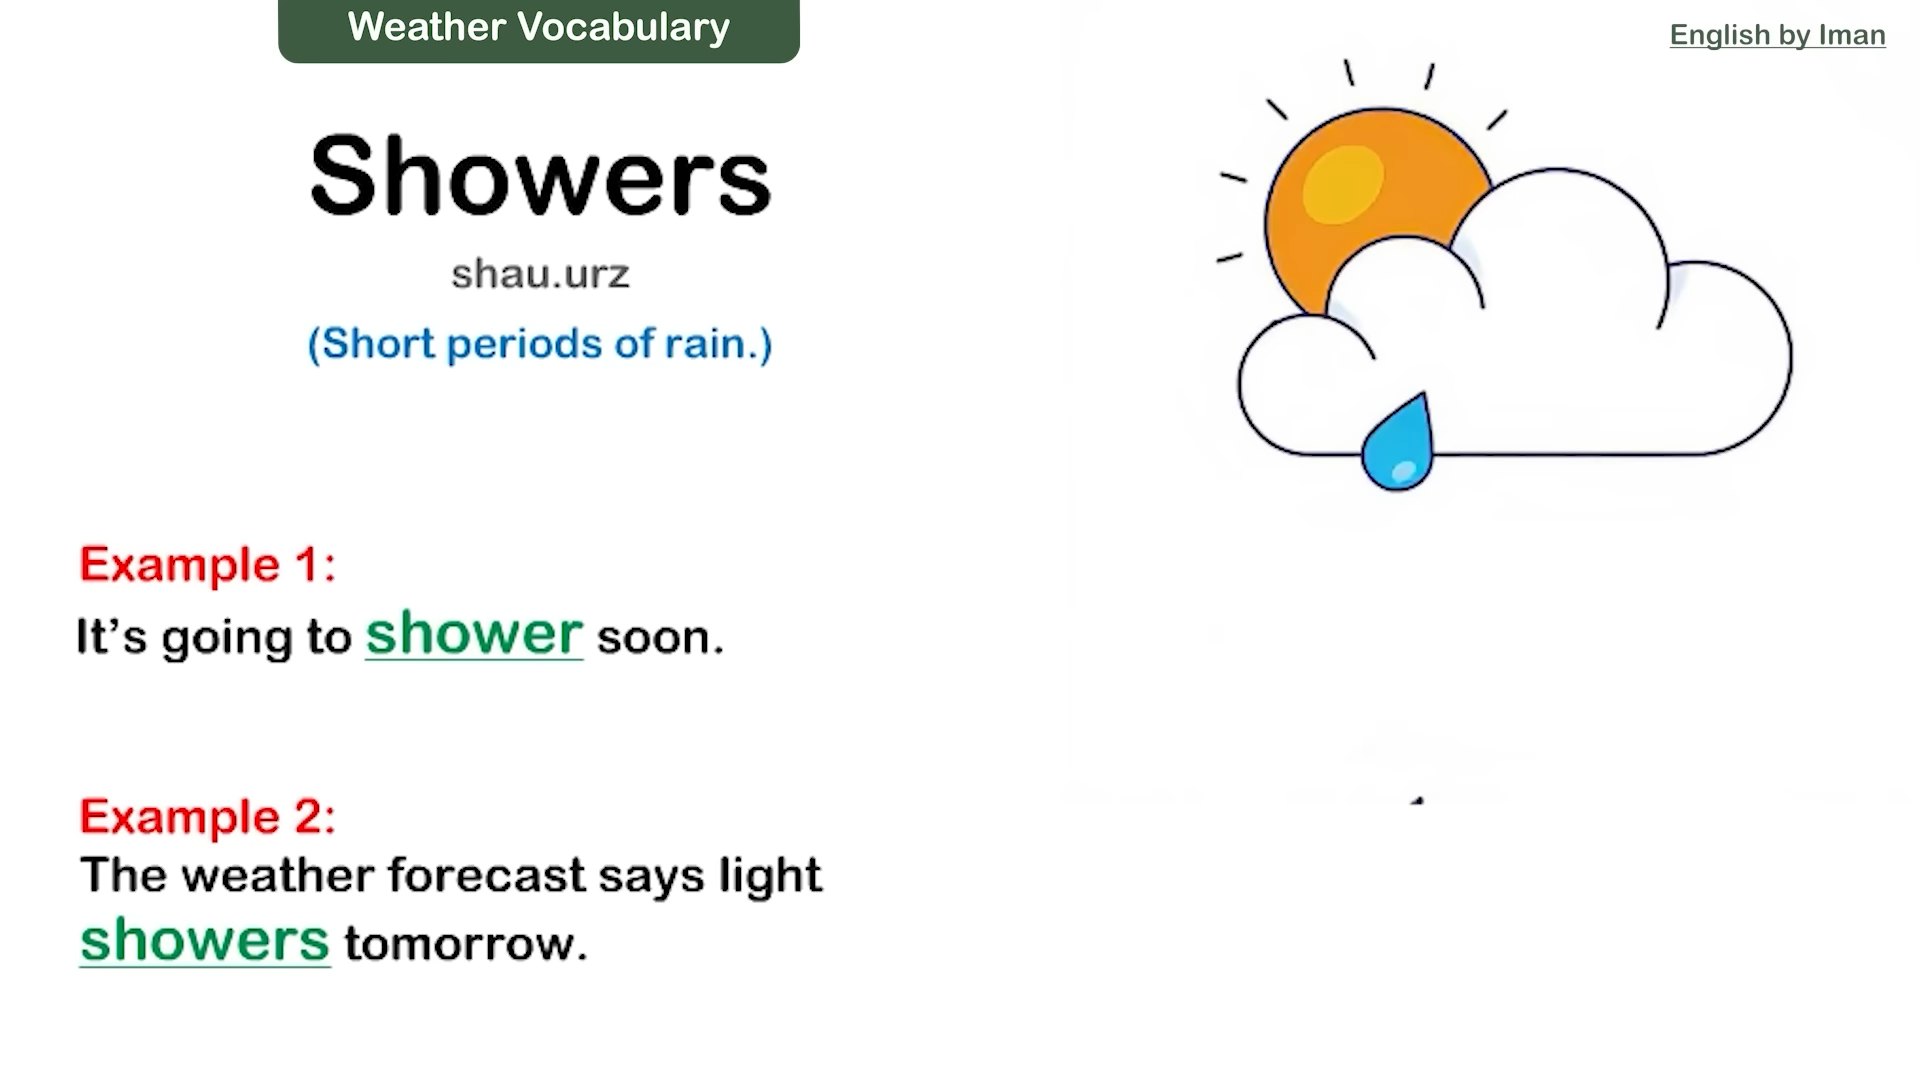 Weather Vocabulary
English by Iman
Showers
shau.urz
(Short periods of rain.)
Example 1:
It’s going to shower soon.
Example 2:
The weather forecast says light
showers tomorrow.